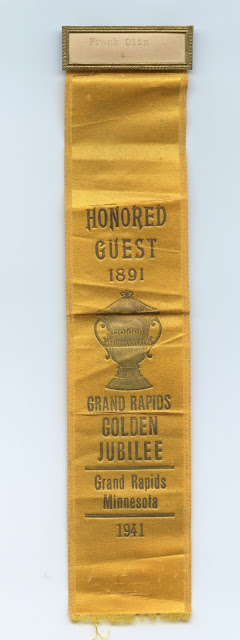 Frank Olin
HONORED
GUEST
1891
GRAND RAPIDS
GOLDEN
JUBILEE
Grand Rapids
Minnesota
1941